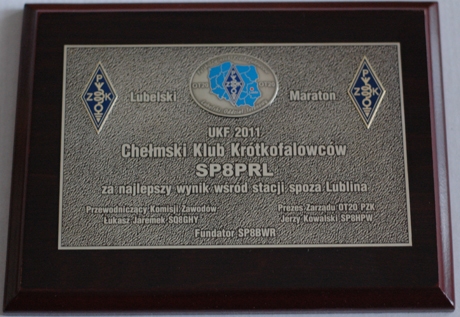 Lubelski Maraton
UKF 2011
Chełmski Klub Krótkofalowców
SP8PRL
za najlepszy wynik wśród stacji spoza Lublina
Przewodniczący Komisji Zawodów
Łukasz Jaremek SQ8GHY
Prezes Zarządu OT20 PZK
Jerzy Kowalski SP8HPW
Fundator SP8BWR